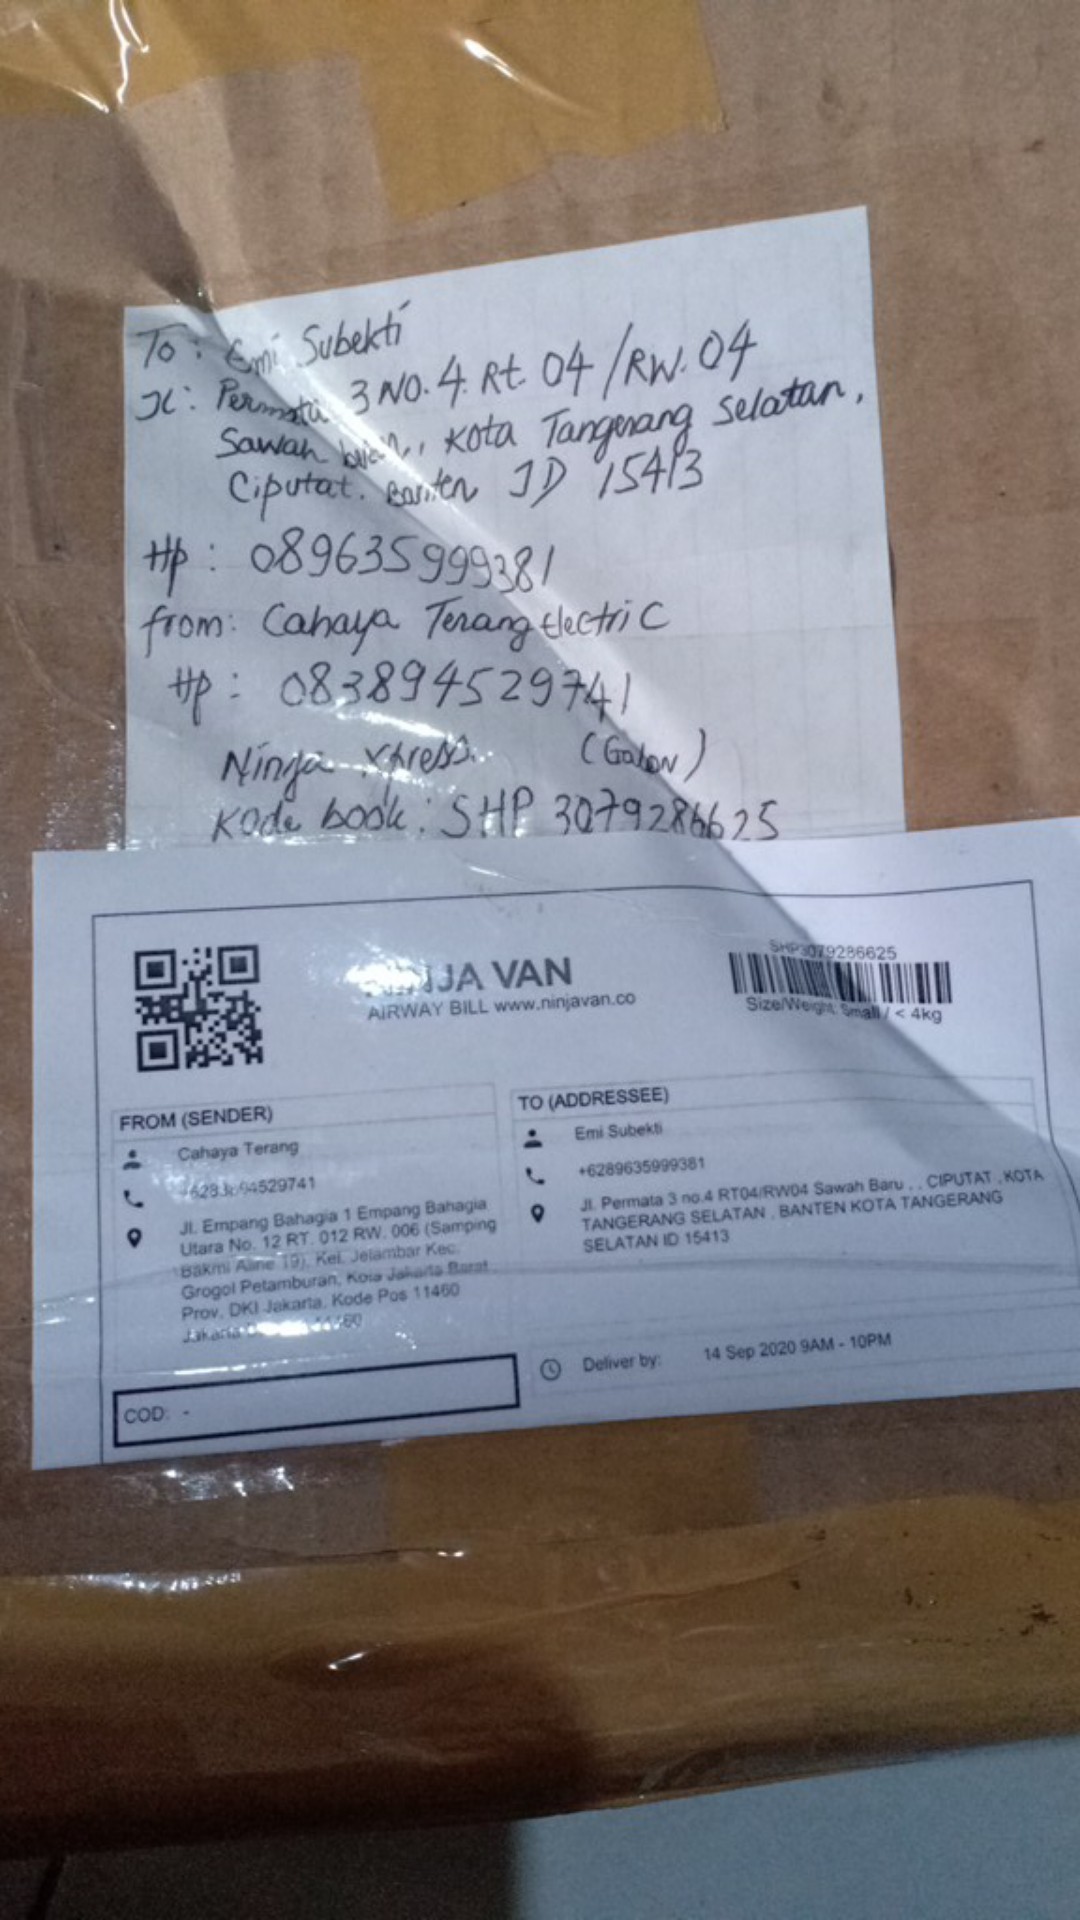 To : Emi Subekti
Jl : Permata 3 NO. 4. Rt. 04 / RW. 04
Sawah , Kota Tangerang Selatan,
Ciputat. Banten ID 15413
Hp : 089635999381
from: Cahaya Terang Electric
Hp : 083894529741
Ninja Xpress. (Galon)
Kode book : SHP 3079286625
NINJA VAN
AIRWAY BILL www.ninjavan.co
SHP3079286625
Size/Weight: Small / < 4kg
FROM (SENDER)
Cahaya Terang
+6283894529741
Jl. Empang Bahagia 1 Empang Bahagia
Utara No. 12 RT. 012 RW. 006 (Samping
Bakmi Aline 19), Kel. Jelambar Kec.
Grogol Petamburan, Kota Jakarta Barat
Prov. DKI Jakarta, Kode Pos 11460
Jakarta
COD: -
TO (ADDRESSEE)
Emi Subekti
+6289635999381
Jl. Permata 3 no.4 RT04/RW04 Sawah Baru . , CIPUTAT , KOTA
TANGERANG SELATAN , BANTEN KOTA TANGERANG
SELATAN ID 15413
Deliver by: 14 Sep 2020 9AM - 10PM